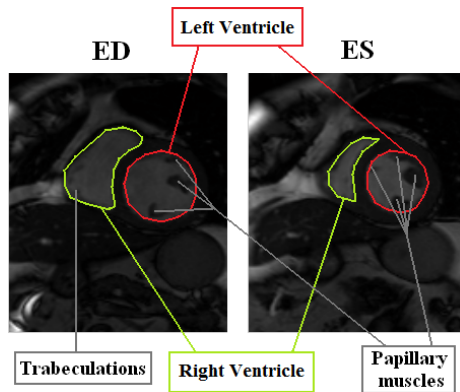 Left Ventricle
ED
ES
Trabeculations
Right Ventricle
Papillary
muscles